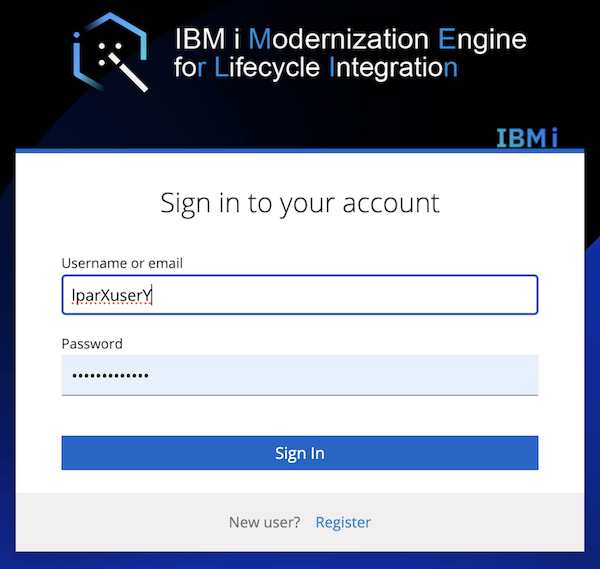 IBM i Modernization Engine
for Lifecycle Integration
IBM i
Sign in to your account
Username or email
lparXuserY
Password
•••••••••••••
Sign In
New user? Register